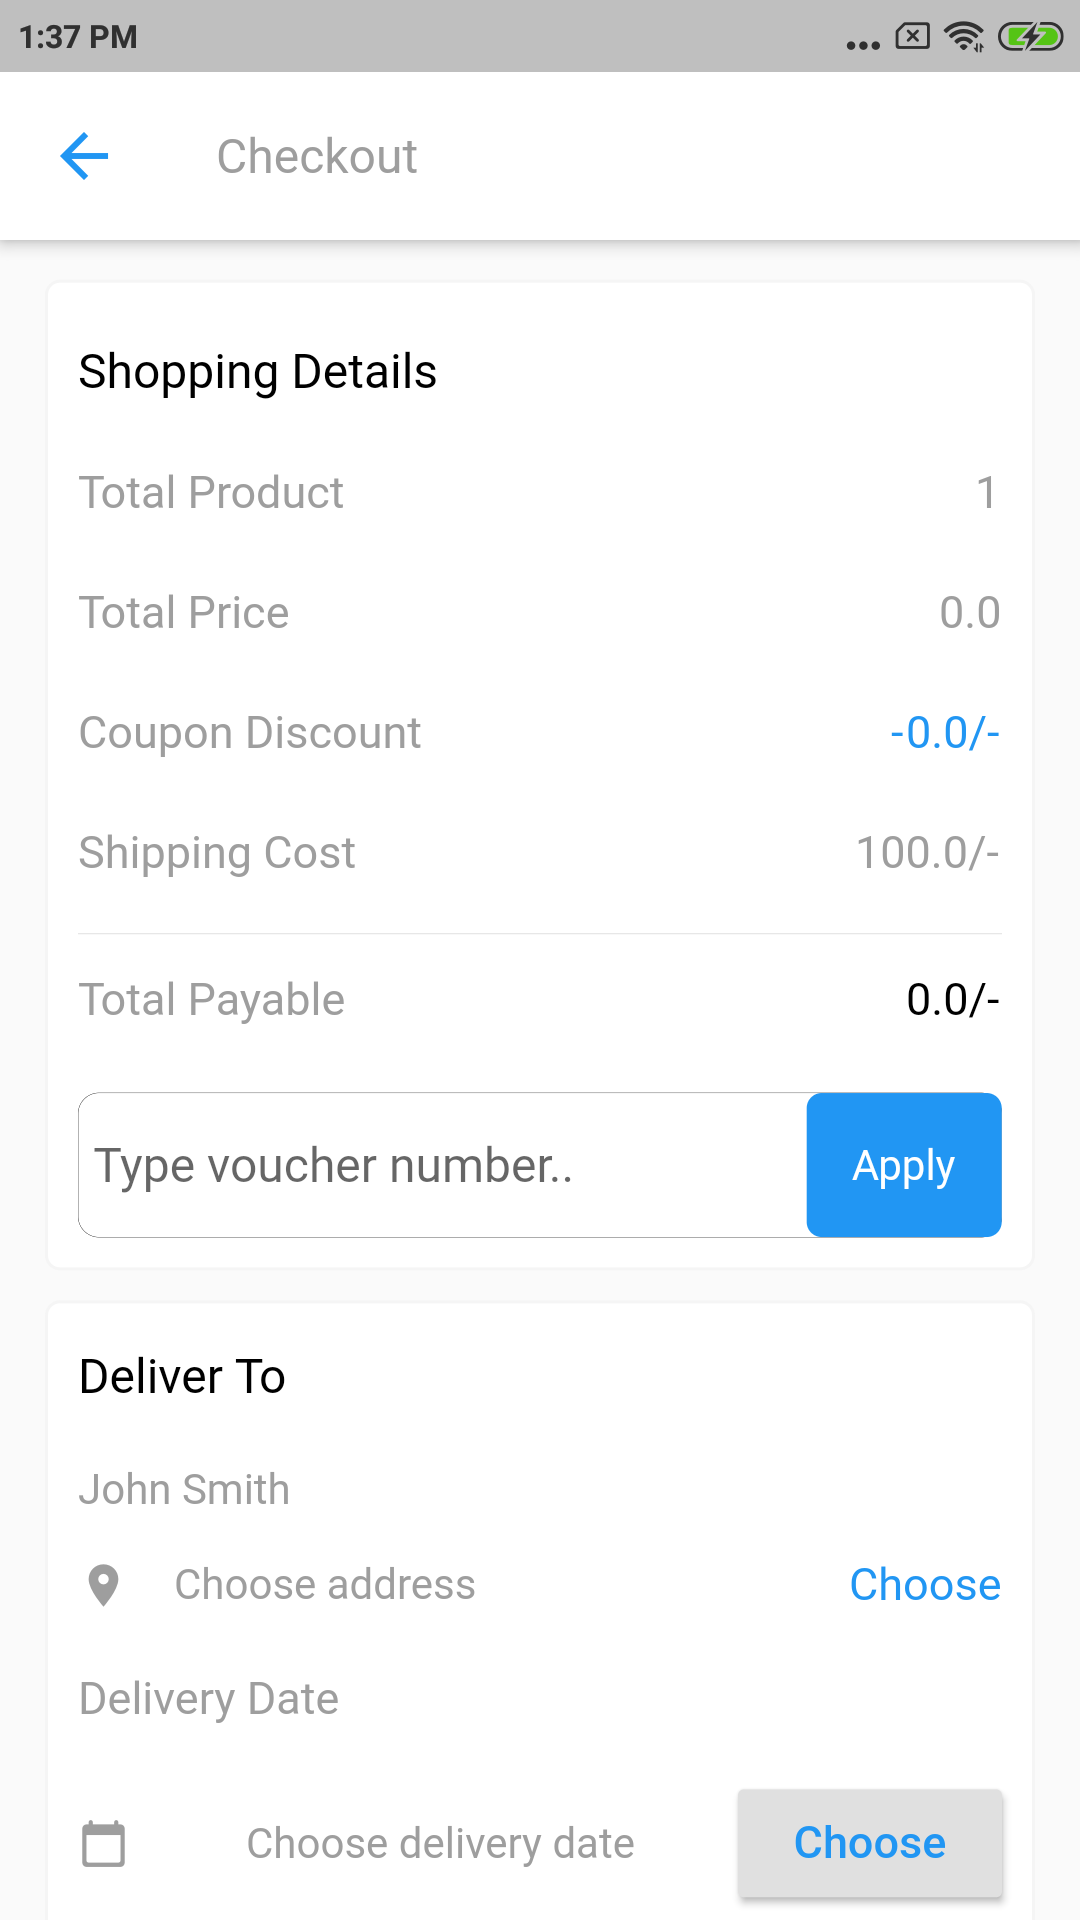 1:37 PM
Checkout
Shopping Details
Total Product 1
Total Price 0.0
Coupon Discount -0.0/-
Shipping Cost 100.0/-
Total Payable 0.0/-
Type voucher number.. Apply
Deliver To
John Smith
Choose address Choose
Delivery Date
Choose delivery date Choose